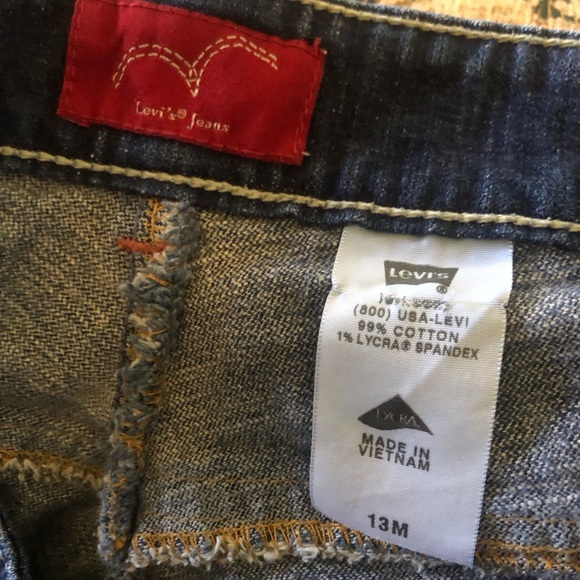 Levi's® Jeans
Levi's
®
(800) USA-LEVI
99% COTTON
1% LYCRA® SPANDEX
LYCRA
MADE IN
VIETNAM
13M